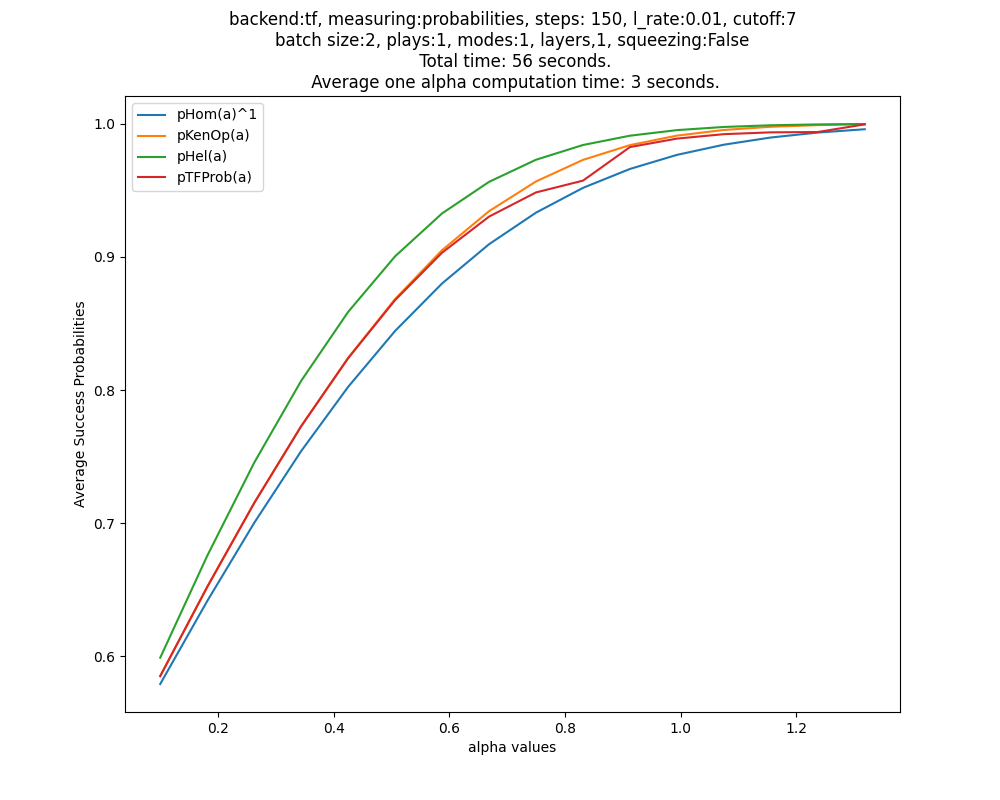 backend:tf, measuring:probabilities, steps: 150, l_rate:0.01, cutoff:7
batch size:2, plays:1, modes:1, layers,1, squeezing:False
Total time: 56 seconds.
Average one alpha computation time: 3 seconds.
pHom(a)^1
pKenOp(a)
pHel(a)
pTFProb(a)
Average Success Probabilities
1.0
0.9
0.8
0.7
0.6
0.2
0.4
0.6
0.8
1.0
1.2
alpha values